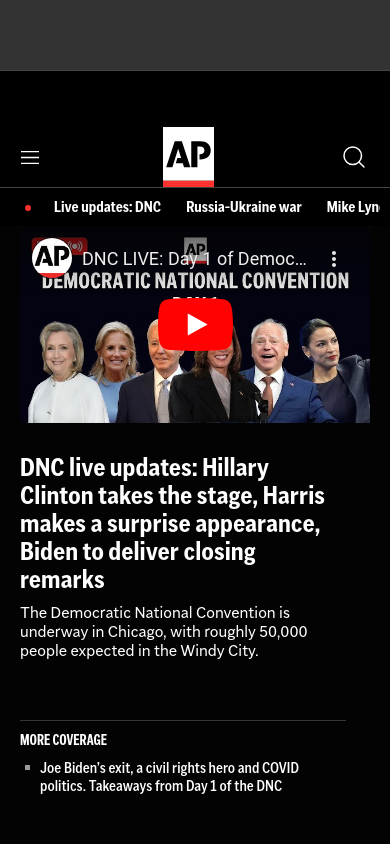 AP
Live updates: DNC Russia-Ukraine war Mike Lyn
AP DNC LIVE: Day 1 of Democ...
AP
DEMOCRATIC NATIONAL CONVENTION
DNC live updates: Hillary
Clinton takes the stage, Harris
makes a surprise appearance,
Biden to deliver closing
remarks
The Democratic National Convention is
underway in Chicago, with roughly 50,000
people expected in the Windy City.
MORE COVERAGE
Joe Biden's exit, a civil rights hero and COVID
politics. Takeaways from Day 1 of the DNC